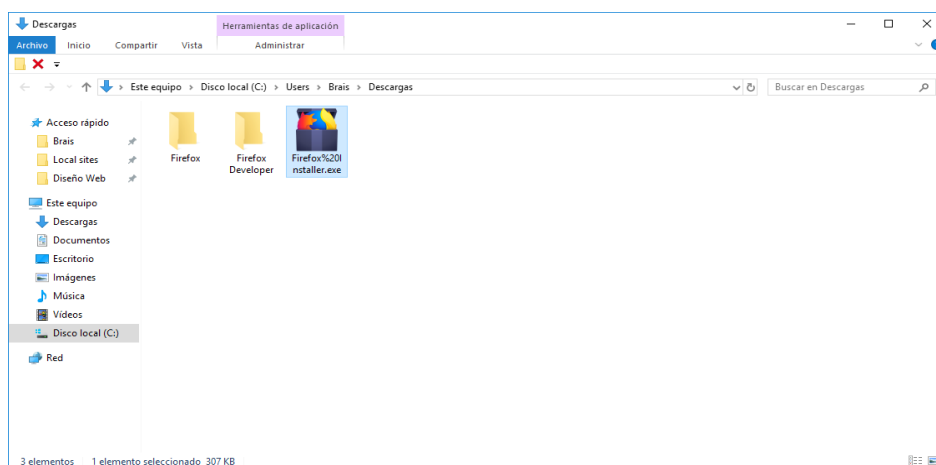 Descargas
Herramientas de aplicación
Archivo Inicio Compartir Vista Administrar
Este equipo > Disco local (C:) > Users > Brais > Descargas
Buscar en Descargas
Acceso rápido
Brais
Local sites
Diseño Web
Este equipo
Descargas
Documentos
Escritorio
Imágenes
Música
Vídeos
Disco local (C:)
Red
Firefox
Firefox
Developer
Firefox%20I
nstaller.exe
3 elementos 1 elemento seleccionado 307 KB